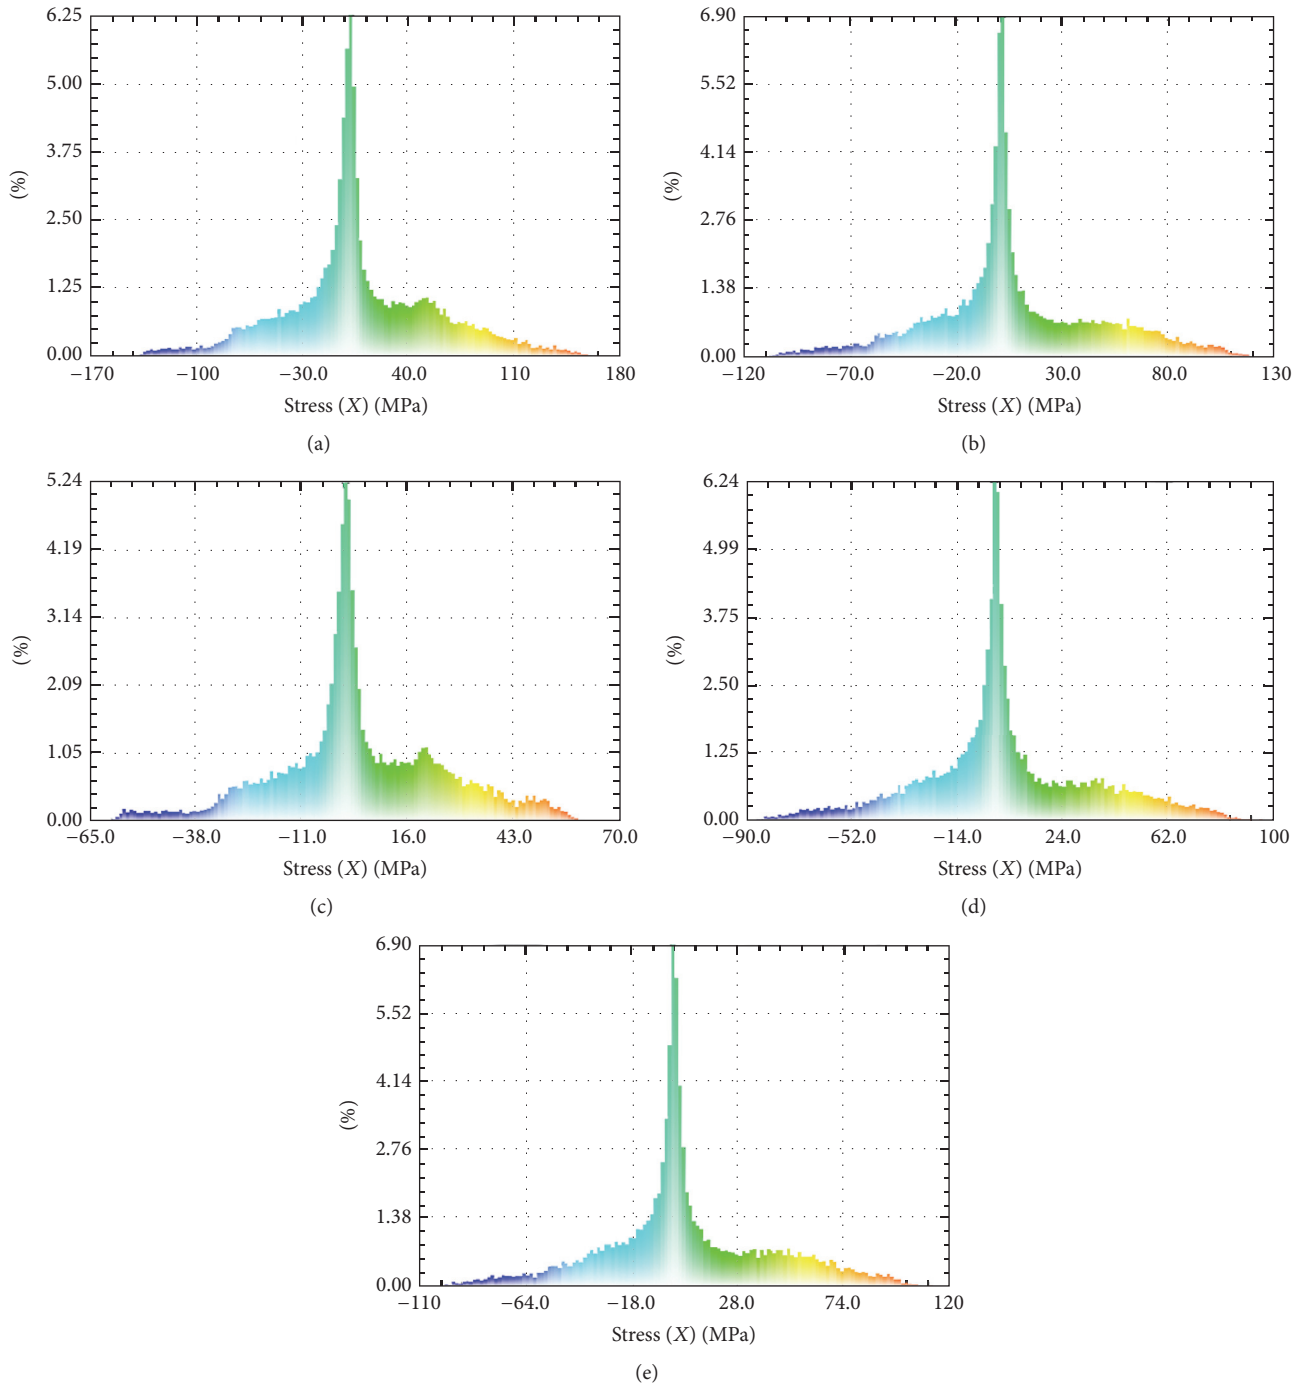 6.25
5.00
3.75
2.50
1.25
0.00
(%)
−170 −100 −30.0 40.0 110 180
Stress (X) (MPa)
(a)
6.90
5.52
4.14
2.76
1.38
0.00
(%)
−120 −70.0 −20.0 30.0 80.0 130
Stress (X) (MPa)
(b)
5.24
4.19
3.14
2.09
1.05
0.00
(%)
−65.0 −38.0 −11.0 16.0 43.0 70.0
Stress (X) (MPa)
(c)
6.24
4.99
3.75
2.50
1.25
0.00
(%)
−90.0 −52.0 −14.0 24.0 62.0 100
Stress (X) (MPa)
(d)
6.90
5.52
4.14
2.76
1.38
0.00
(%)
−110 −64.0 −18.0 28.0 74.0 120
Stress (X) (MPa)
(e)